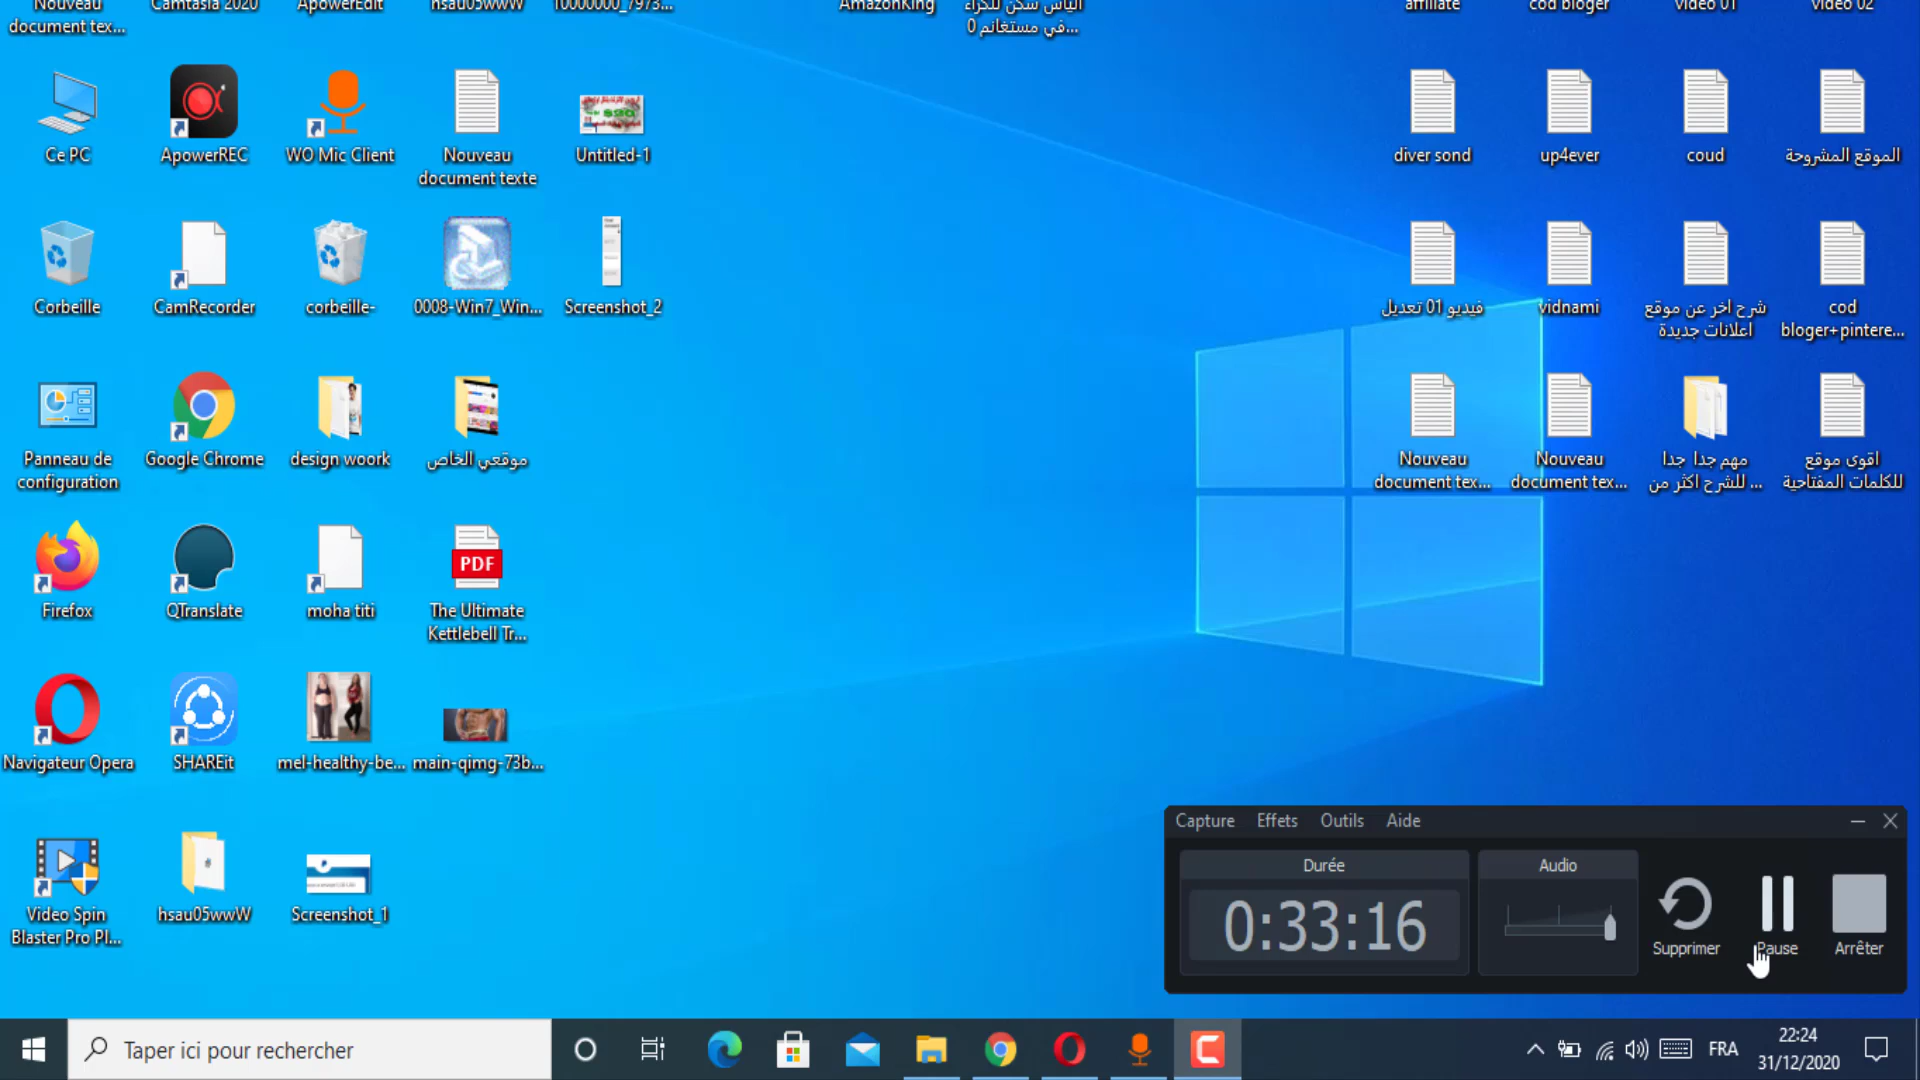 Nouveau
document tex...
Camtasia 2020
ApowerEdit
hsau05wwW
10000000_7973...
AmazonKing
الياس سكن للكراء
في مستغانم 0...
affiliate
cod bloger
video 01
video 02
Ce PC
ApowerREC
WO Mic Client
Nouveau
document texte
Untitled-1
diver sond
up4ever
coud
الموقع المشروحة
Corbeille
CamRecorder
corbeille-
0008-Win7_Win...
Screenshot_2
فيديو 01 تعديل
vidnami
شرح اخر عن موقع
اعلانات جديدة
cod
bloger+pintere...
Panneau de
configuration
Google Chrome
design woork
موقعي الخاص
Nouveau
document tex...
Nouveau
document tex...
مهم جدا جدا
للشرح اكثر من ...
اقوى موقع
للكلمات المفتاحية
Firefox
QTranslate
moha titi
PDF
The Ultimate
Kettlebell Tr...
Navigateur Opera
SHAREit
mel-healthy-be...
main-qimg-73b...
Video Spin
Blaster Pro Pl...
hsau05wwW
Screenshot_1
Capture Effets Outils Aide
Durée
Audio
0:33:16
Supprimer
Pause
Arrêter
Taper ici pour rechercher
FRA
22:24
31/12/2020